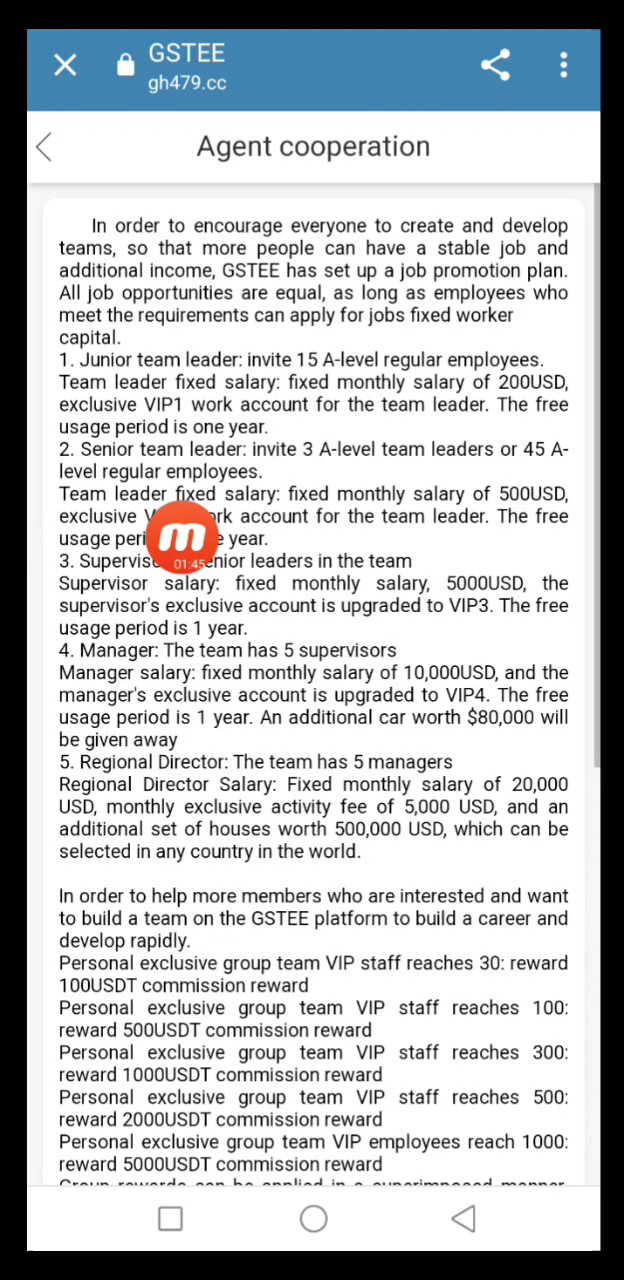 GSTEE
gh479.cc
Agent cooperation
In order to encourage everyone to create and develop
teams, so that more people can have a stable job and
additional income, GSTEE has set up a job promotion plan.
All job opportunities are equal, as long as employees who
meet the requirements can apply for jobs fixed worker
capital.
1. Junior team leader: invite 15 A-level regular employees.
Team leader fixed salary: fixed monthly salary of 200USD,
exclusive VIP1 work account for the team leader. The free
usage period is one year.
2. Senior team leader: invite 3 A-level team leaders or 45 A-
level regular employees.
Team leader fixed salary: fixed monthly salary of 500USD,
exclusive account for the team leader. The free
usage year.
01:45
3. leaders in the team
Supervisor salary: fixed monthly salary, 5000USD, the
supervisor's exclusive account is upgraded to VIP3. The free
usage period is 1 year.
4. Manager: The team has 5 supervisors
Manager salary: fixed monthly salary of 10,000USD, and the
manager's exclusive account is upgraded to VIP4. The free
usage period is 1 year. An additional car worth $80,000 will
be given away
5. Regional Director: The team has 5 managers
Regional Director Salary: Fixed monthly salary of 20,000
USD, monthly exclusive activity fee of 5,000 USD, and an
additional set of houses worth 500,000 USD, which can be
selected in any country in the world.
In order to help more members who are interested and want
to build a team on the GSTEE platform to build a career and
develop rapidly.
Personal exclusive group team VIP staff reaches 30: reward
100USDT commission reward
Personal exclusive group team VIP staff reaches 100:
reward 500USDT commission reward
Personal exclusive group team VIP staff reaches 300:
reward 1000USDT commission reward
Personal exclusive group team VIP staff reaches 500:
reward 2000USDT commission reward
Personal exclusive group team VIP employees reach 1000:
reward 5000USDT commission reward